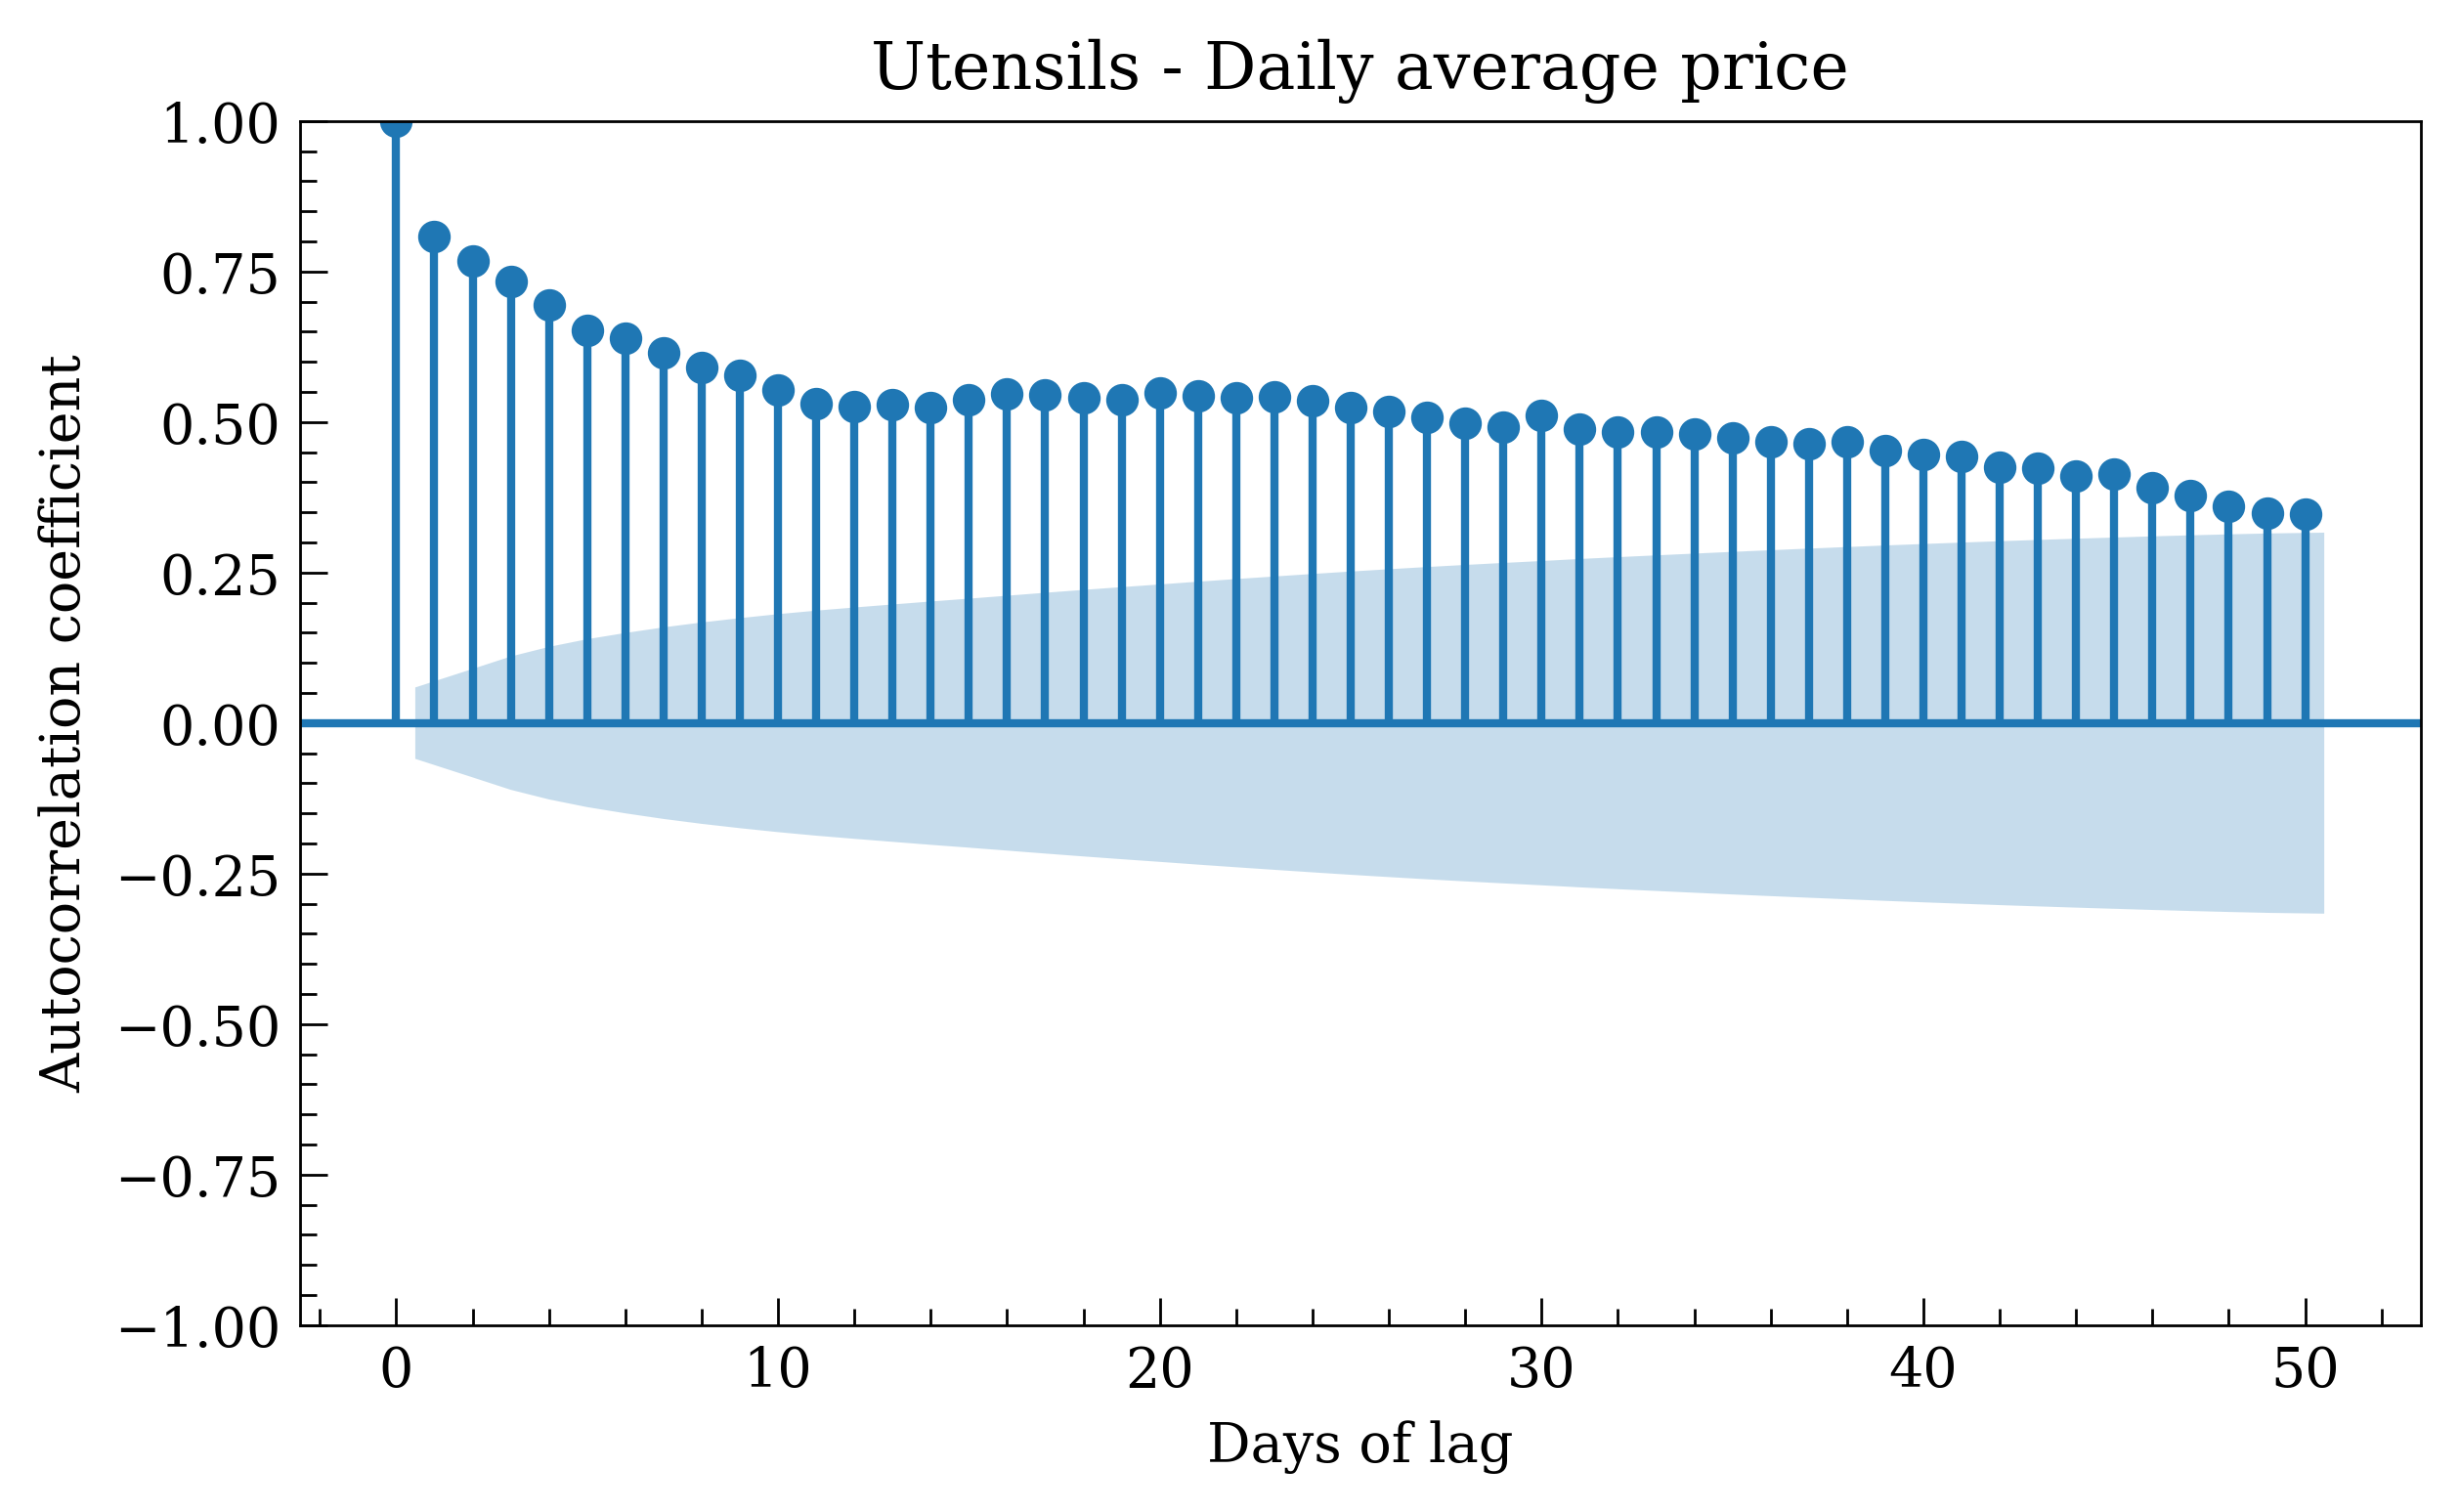 Utensils - Daily average price
Autocorrelation coefficient
1.00
0.75
0.50
0.25
0.00
−0.25
−0.50
−0.75
−1.00
0 10 20 30 40 50
Days of lag